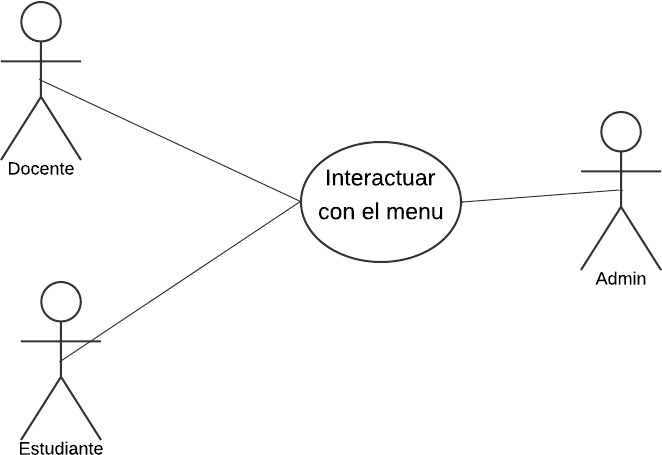 Docente
Interactuar
con el menu
Admin
Estudiante